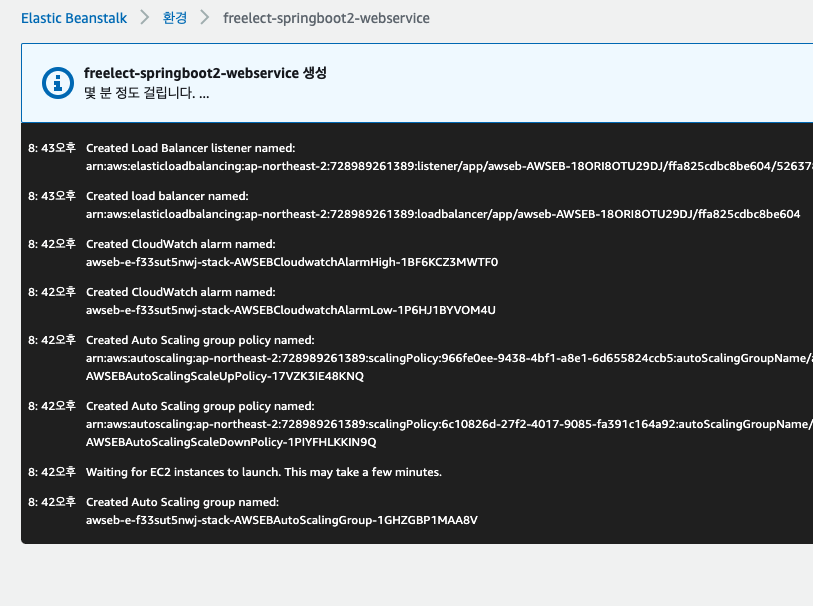 Elastic Beanstalk > 환경 > freelect-springboot2-webservice
freelect-springboot2-webservice 생성
몇 분 정도 걸립니다. ...
8: 43오후 Created Load Balancer listener named:
arn:aws:elasticloadbalancing:ap-northeast-2:728989261389:listener/app/awseb-AWSEB-18ORI8OTU29DJ/ffa825cdbc8be604/52637
8: 43오후 Created load balancer named:
arn:aws:elasticloadbalancing:ap-northeast-2:728989261389:loadbalancer/app/awseb-AWSEB-18ORI8OTU29DJ/ffa825cdbc8be604
8: 42오후 Created CloudWatch alarm named:
awseb-e-f33sut5nwj-stack-AWSEBCloudwatchAlarmHigh-1BF6KCZ3MWTF0
8: 42오후 Created CloudWatch alarm named:
awseb-e-f33sut5nwj-stack-AWSEBCloudwatchAlarmLow-1P6HJ1BYVOM4U
8: 42오후 Created Auto Scaling group policy named:
arn:aws:autoscaling:ap-northeast-2:728989261389:scalingPolicy:966fe0ee-9438-4bf1-a8e1-6d655824ccb5:autoScalingGroupName/
AWSEBAutoScalingScaleUpPolicy-17VZK3IE48KNQ
8: 42오후 Created Auto Scaling group policy named:
arn:aws:autoscaling:ap-northeast-2:728989261389:scalingPolicy:6c10826d-27f2-4017-9085-fa391c164a92:autoScalingGroupName/
AWSEBAutoScalingScaleDownPolicy-1PIYFHLKKIN9Q
8: 42오후 Waiting for EC2 instances to launch. This may take a few minutes.
8: 42오후 Created Auto Scaling group named:
awseb-e-f33sut5nwj-stack-AWSEBAutoScalingGroup-1GHZGBP1MAA8V